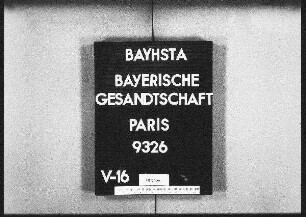 BAYHSTA
BAYERISCHE
GESANDTSCHAFT
PARIS
9326
V-16